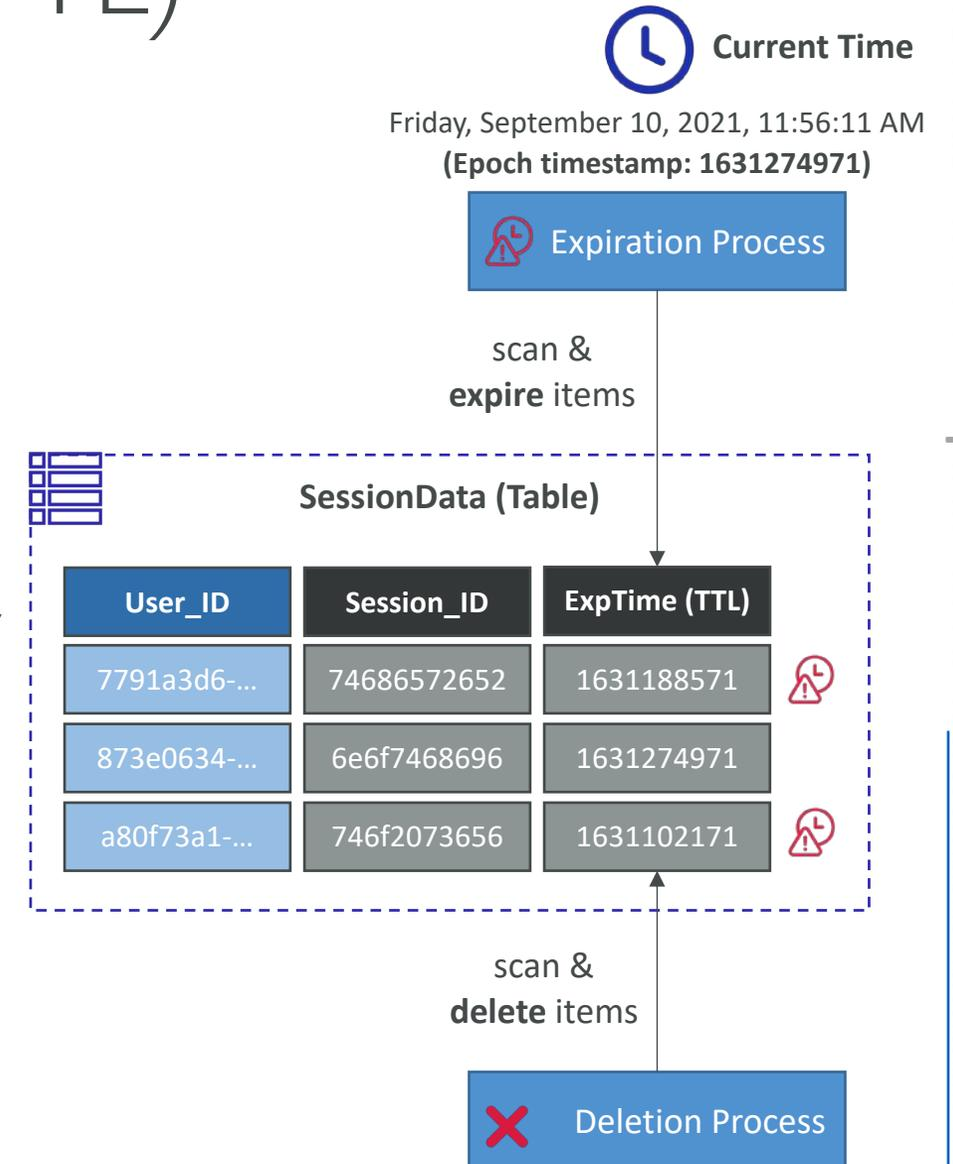 TL)
Current Time
Friday, September 10, 2021, 11:56:11 AM
(Epoch timestamp: 1631274971)
Expiration Process
scan &
expire items
SessionData (Table)
User_ID Session_ID ExpTime (TTL)
7791a3d6-... 74686572652 1631188571
873e0634-... 6e6f7468696 1631274971
a80f73a1-... 746f2073656 1631102171
scan &
delete items
Deletion Process